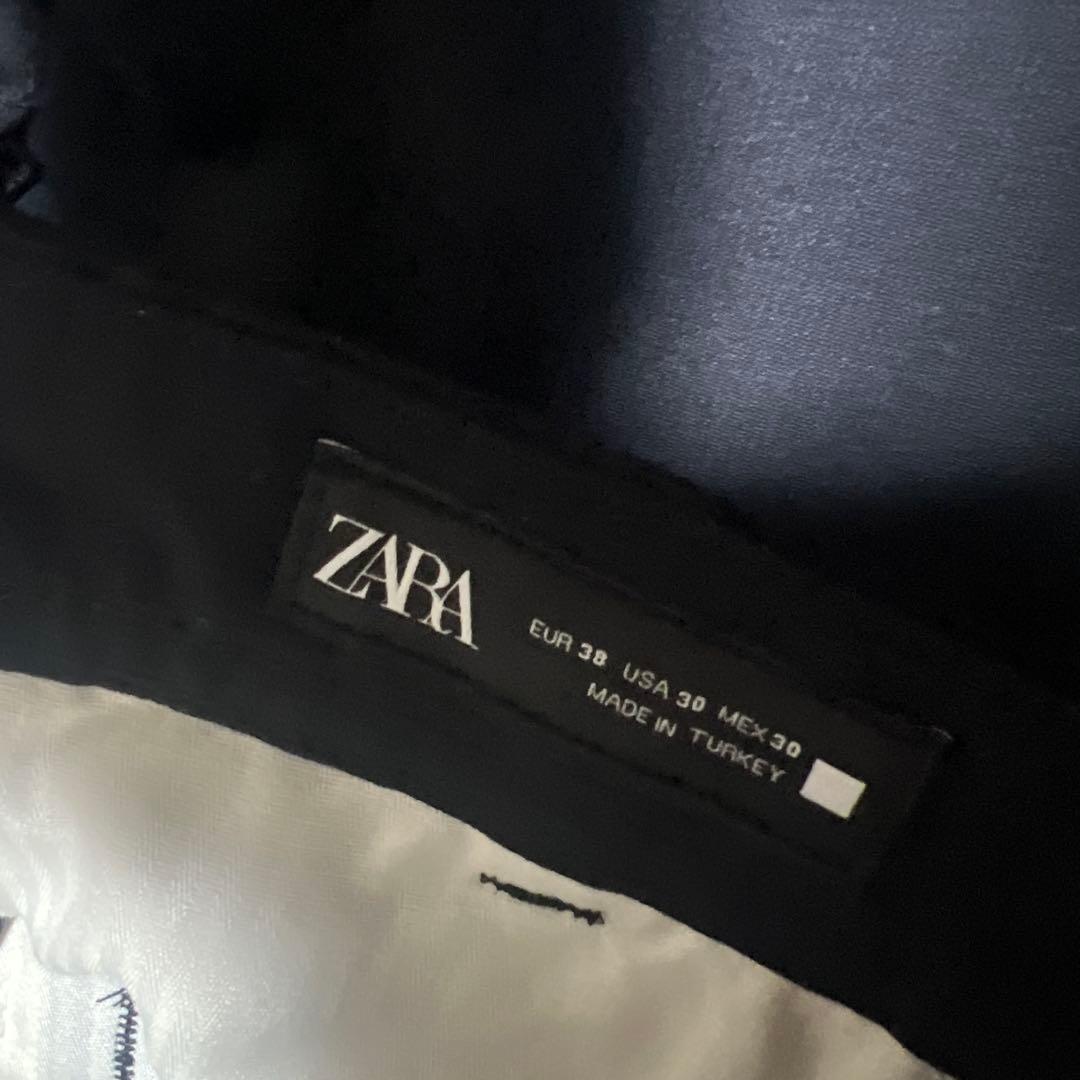 ZARA
EUR 38 USA 30 MEX 30
MADE IN TURKEY